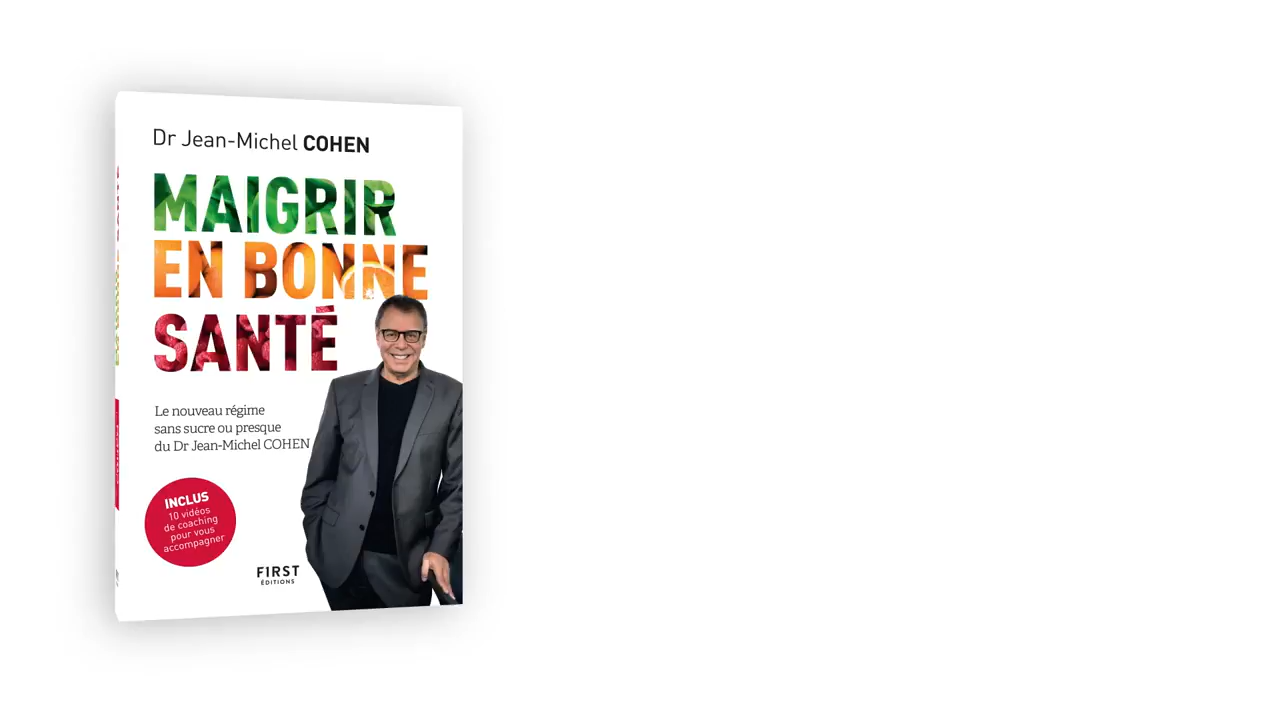 Dr Jean-Michel COHEN
MAIGRIR
EN BONNE
SANTÉ
Le nouveau régime
sans sucre ou presque
du Dr Jean-Michel COHEN
INCLUS
10 vidéos
de coaching
pour vous
accompagner
FIRST
ÉDITIONS